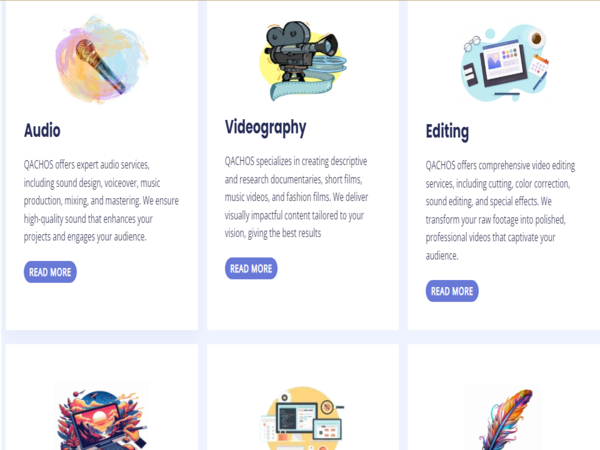 Audio
QACHOS offers expert audio services,
including sound design, voiceover, music
production, mixing, and mastering. We ensure
high-quality sound that enhances your
projects and engages your audience.
READ MORE
Videography
QACHOS specializes in creating descriptive
and research documentaries, short films,
music videos, and fashion films. We deliver
visually impactful content tailored to your
vision, giving the best results
READ MORE
Editing
QACHOS offers comprehensive video editing
services, including cutting, color correction,
sound editing, and special effects. We
transform your raw footage into polished,
professional videos that captivate your
audience.
READ MORE